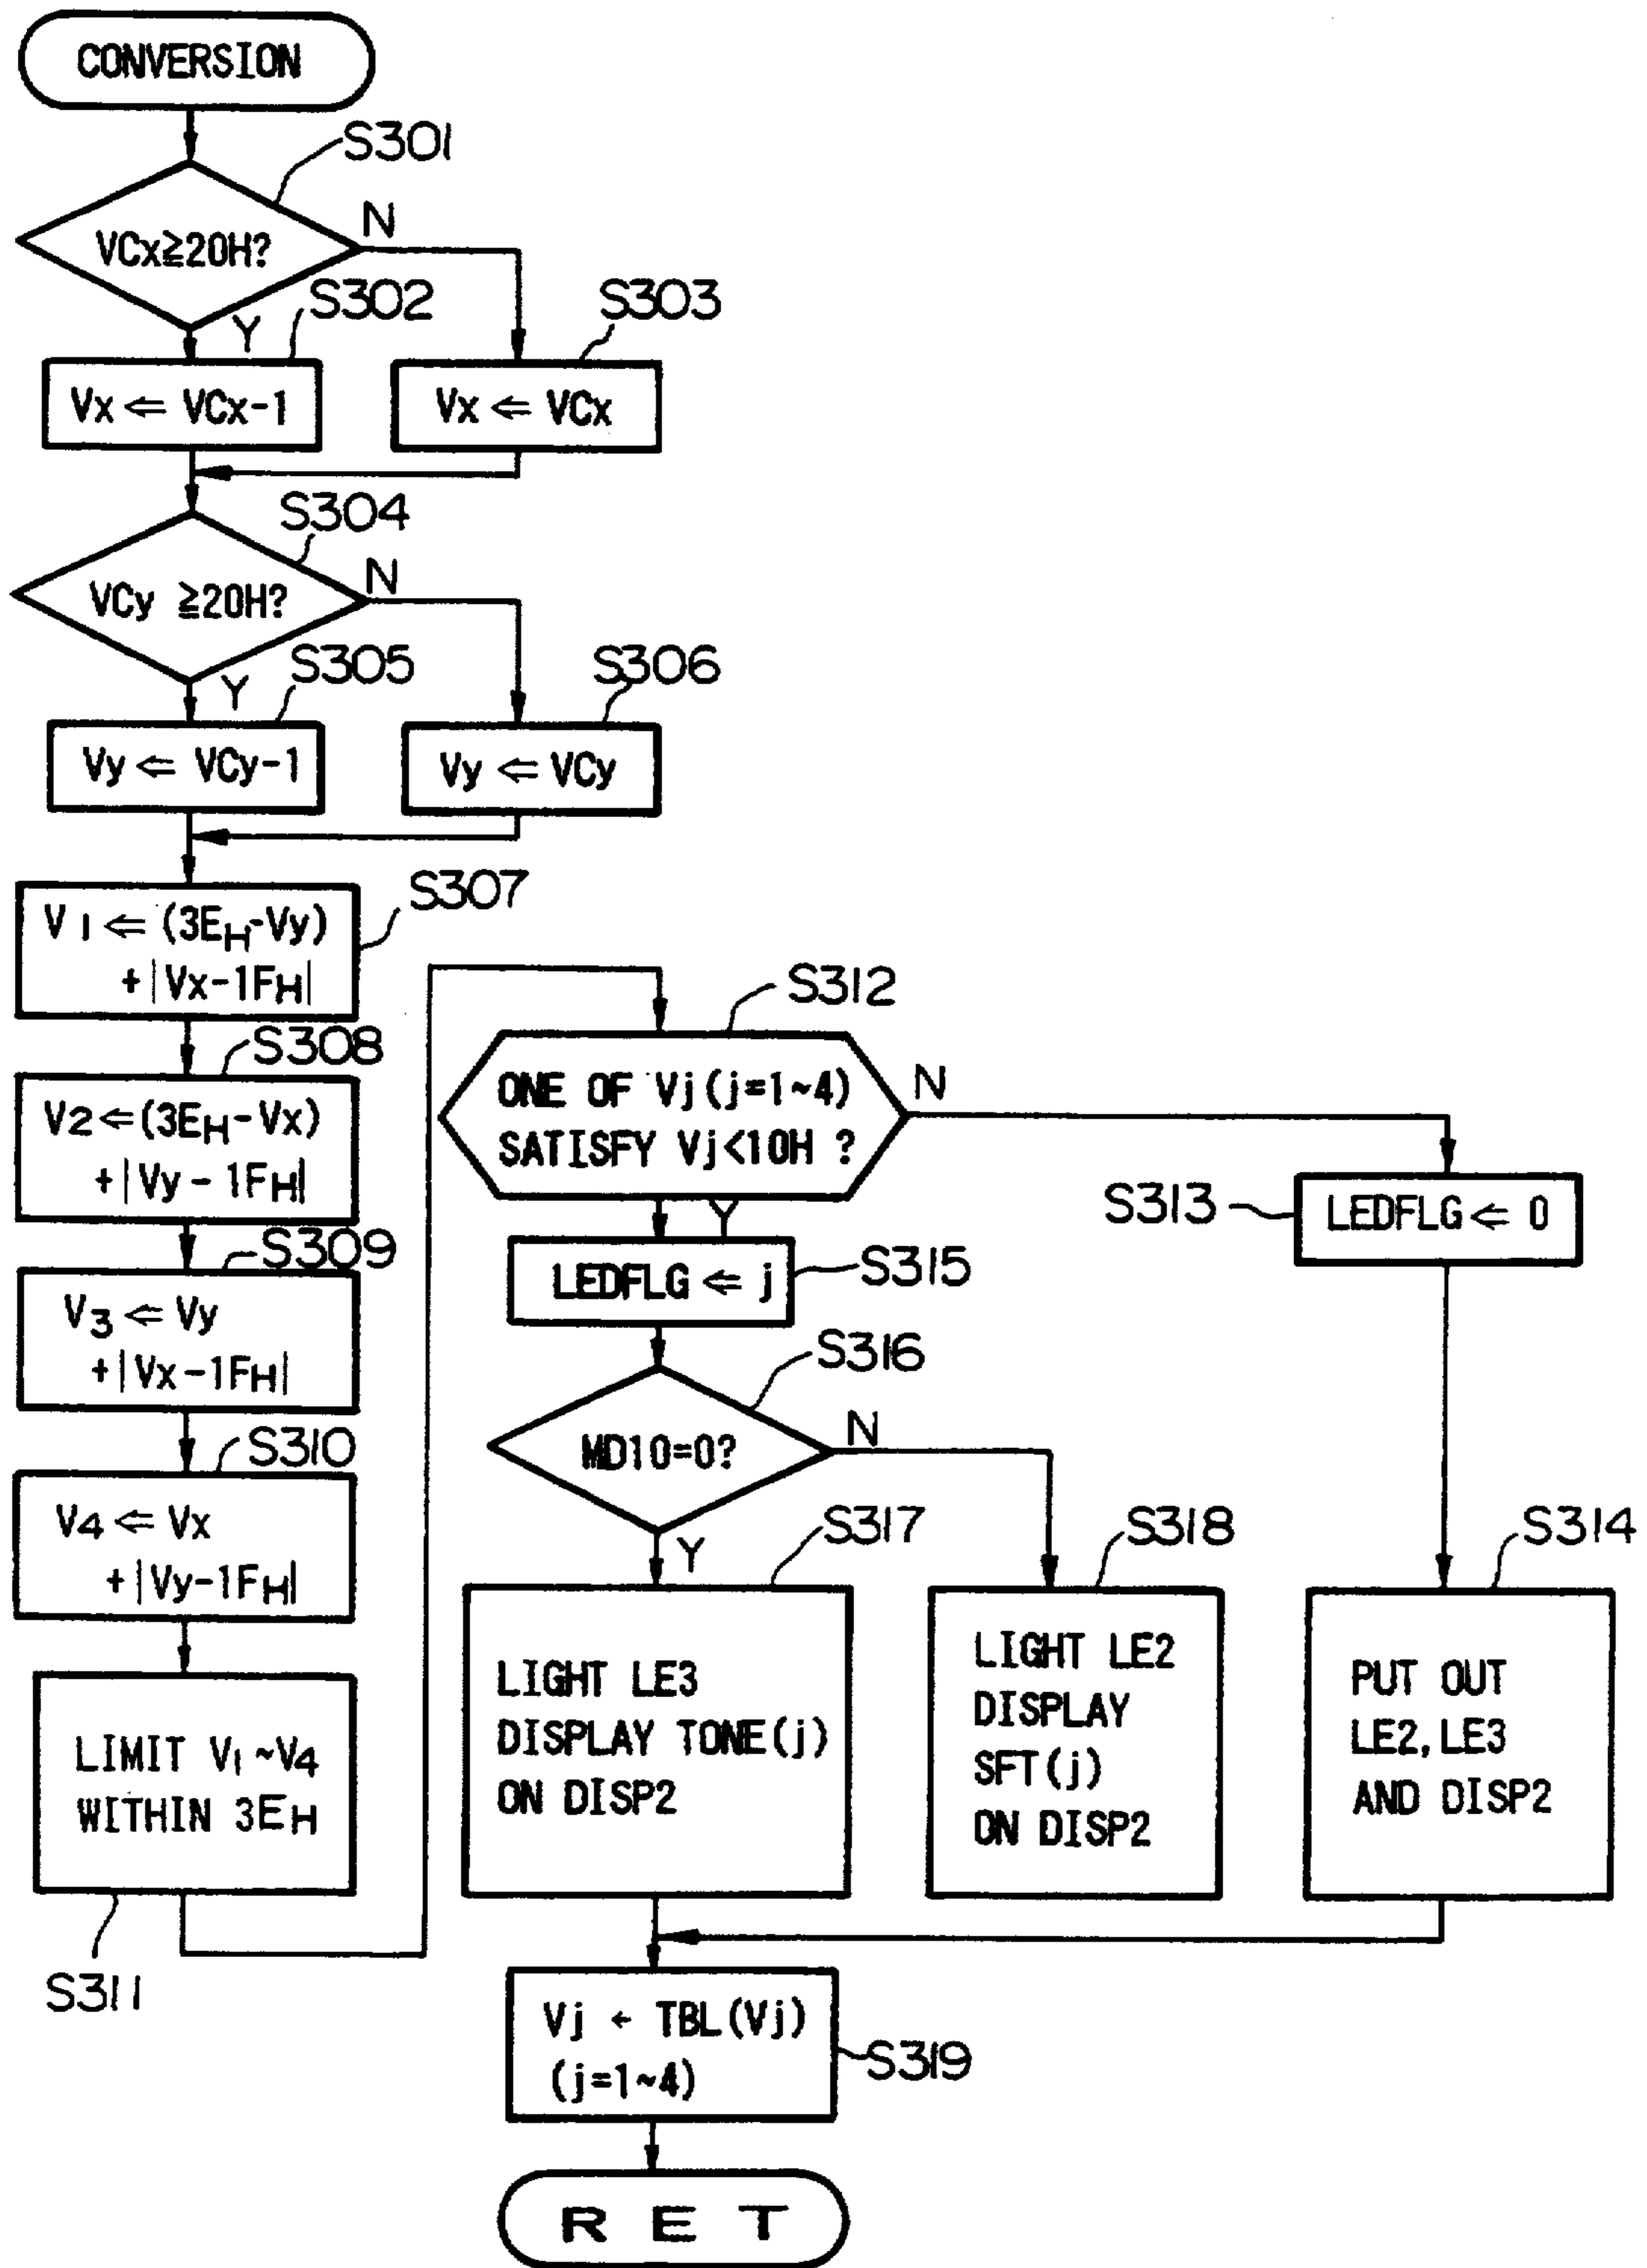 CONVERSION
S301
VCx≧20H?
N
Y
S302
Vx ⇐ VCx-1
S303
Vx ⇐ VCx
S304
VCy ≧20H?
N
Y
S305
Vy ⇐ VCy-1
S306
Vy ⇐ VCy
S307
V1 ⇐ (3EH-Vy)
+|Vx-1FH|
S308
V2 ⇐ (3EH-Vx)
+|Vy-1FH|
S309
V3 ⇐ Vy
+|Vx-1FH|
S310
V4 ⇐ Vx
+|Vy-1FH|
LIMIT V1~V4
WITHIN 3EH
S311
S312
ONE OF Vj(j=1~4)
SATISFY Vj<10H ?
N
Y
S313
LEDFLG ⇐ 0
LEDFLG ⇐ j
S315
S316
MD10=0?
N
Y
S317
LIGHT LE3
DISPLAY TONE(j)
ON DISP2
S318
LIGHT LE2
DISPLAY
SFT(j)
ON DISP2
S314
PUT OUT
LE2, LE3
AND DISP2
Vj ← TBL(Vj)
(j=1~4)
S319
RET